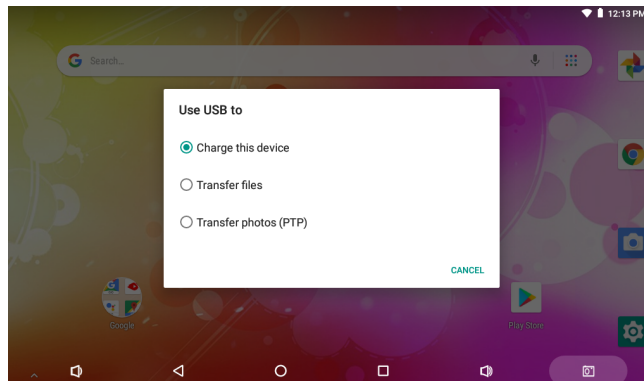 12:13 PM
Search...
Use USB to
Charge this device
Transfer files
Transfer photos (PTP)
CANCEL
Google
Play Store